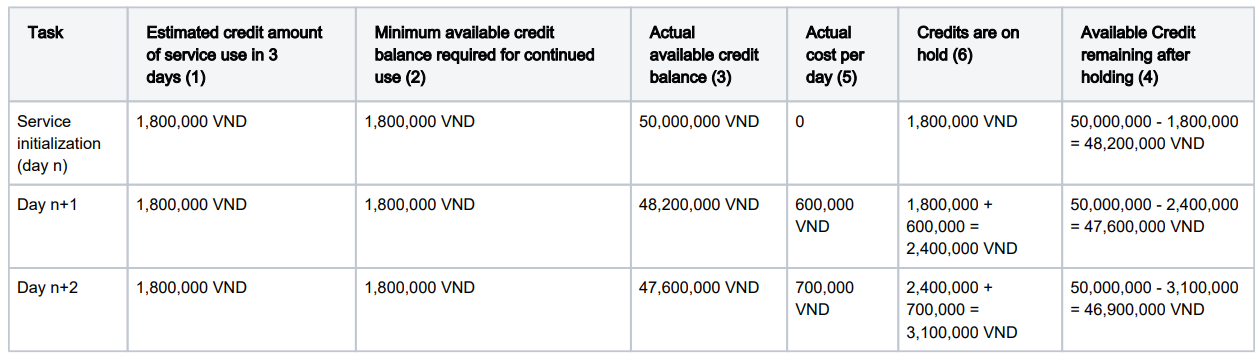 Task
Estimated credit amount
of service use in 3
days (1)
Minimum available credit
balance required for continued
use (2)
Actual
available credit
balance (3)
Actual
cost per
day (5)
Credits are on
hold (6)
Available Credit
remaining after
holding (4)
Service
initialization
(day n)
1,800,000 VND
1,800,000 VND
50,000,000 VND
0
1,800,000 VND
50,000,000 - 1,800,000
= 48,200,000 VND
Day n+1
1,800,000 VND
1,800,000 VND
48,200,000 VND
600,000
VND
1,800,000 +
600,000 =
2,400,000 VND
50,000,000 - 2,400,000
= 47,600,000 VND
Day n+2
1,800,000 VND
1,800,000 VND
47,600,000 VND
700,000
VND
2,400,000 +
700,000 =
3,100,000 VND
50,000,000 - 3,100,000
= 46,900,000 VND